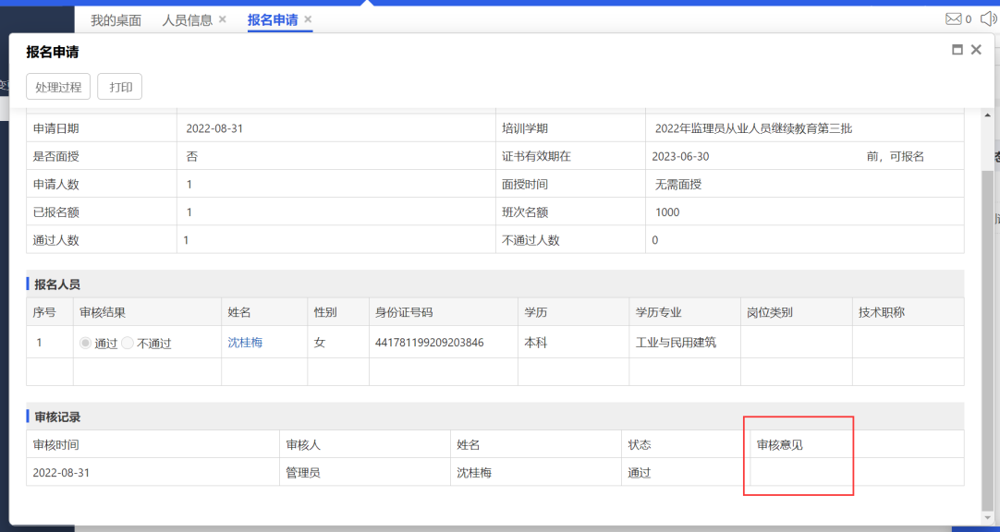 我的桌面 人员信息 × 报名申请 × 0
报名申请
处理过程 打印
申请日期 2022-08-31 培训学期 2022年监理员从业人员继续教育第三批
是否面授 否 证书有效期在 2023-06-30 前，可报名
申请人数 1 面授时间 无需面授
已报名额 1 班次名额 1000
通过人数 1 不通过人数 0
报名人员
序号 审核结果 姓名 性别 身份证号码 学历 学历专业 岗位类别 技术职称
1 通过 不通过 沈桂梅 女 441781199209203846 本科 工业与民用建筑
审核记录
审核时间 审核人 姓名 状态 审核意见
2022-08-31 管理员 沈桂梅 通过